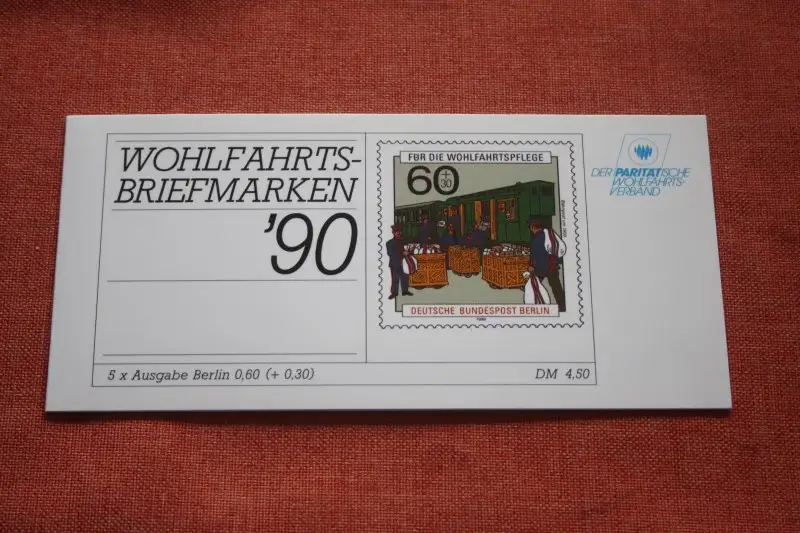 WOHLFAHRTS-
BRIEFMARKEN
'90
FÜR DIE WOHLFAHRTSPFLEGE
60
+
30
DEUTSCHE BUNDESPOST BERLIN
5 x Ausgabe Berlin 0,60 (+ 0,30)
DM 4,50
DER PARITÄTISCHE
WOHLFAHRTS-
VERBAND